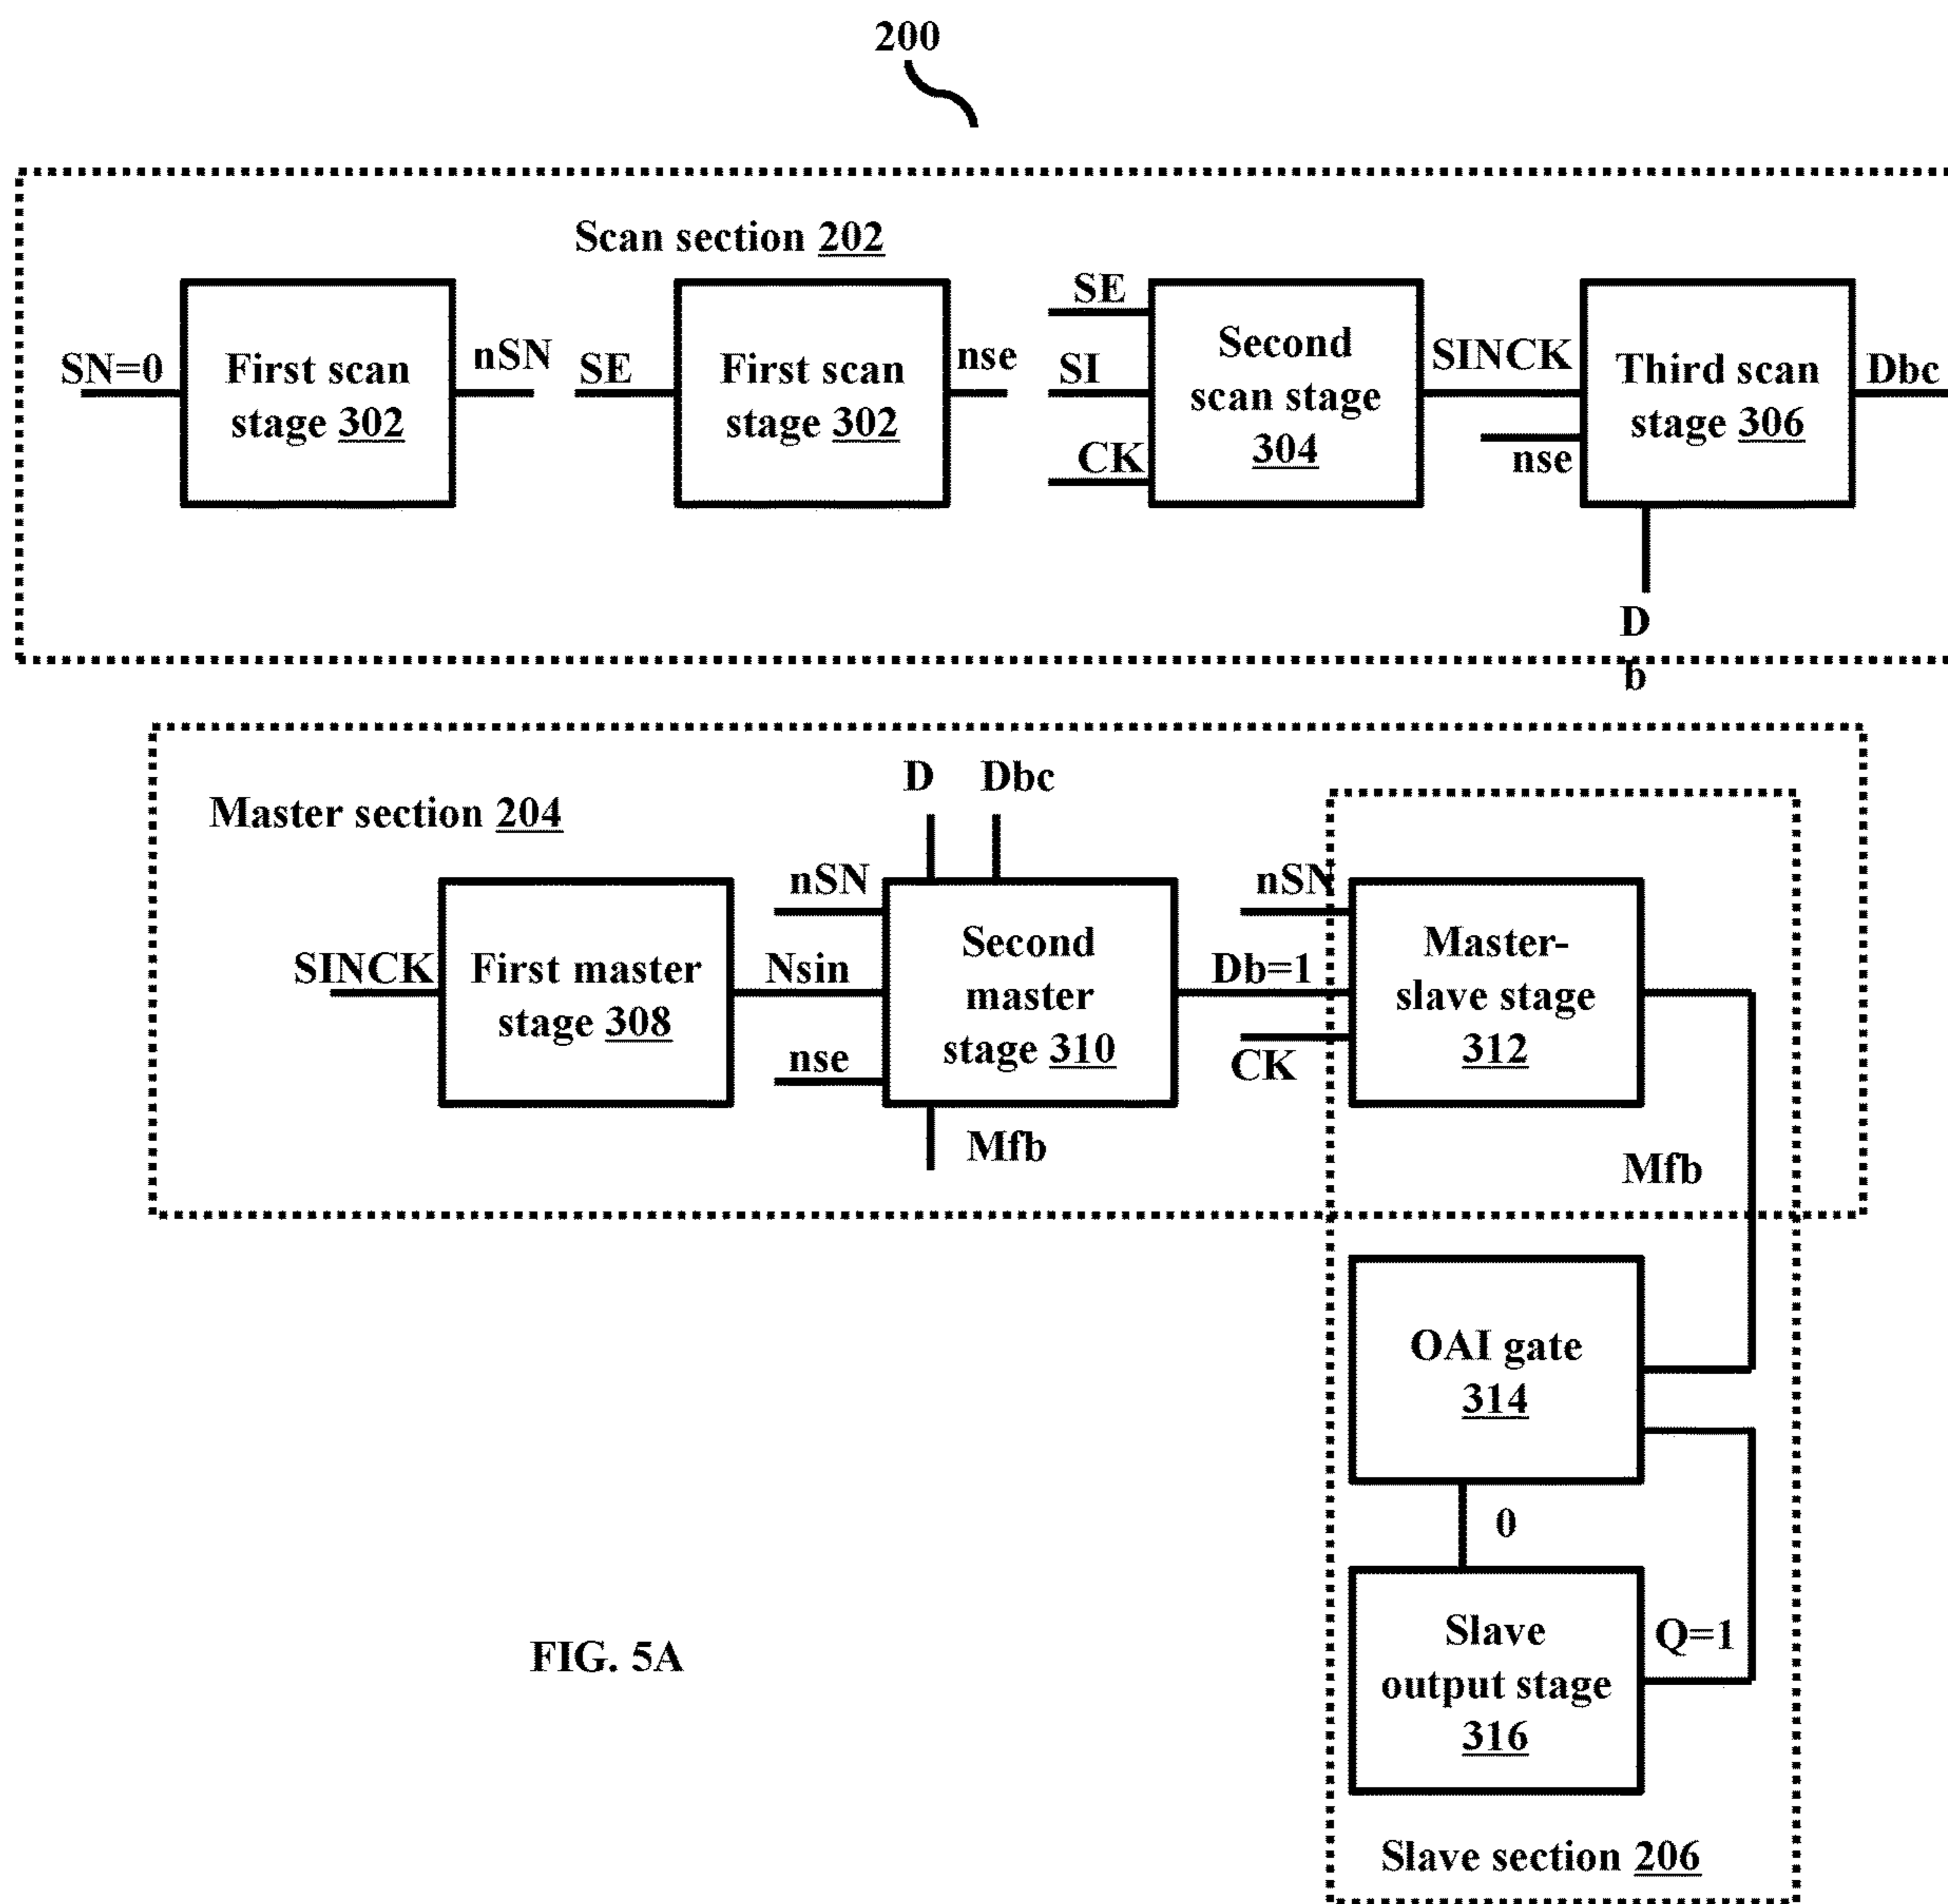 200
Scan section 202
SN=0
First scan
stage 302
nSN
SE
First scan
stage 302
nse
SE
SI
CK
Second
scan stage
304
SINCK
nse
Third scan
stage 306
Dbc
D
b
Master section 204
SINCK
First master
stage 308
Nsin
nSN
nse
D
Dbc
Second
master
stage 310
Mfb
Db=1
nSN
CK
Master-
slave stage
312
Mfb
OAI gate
314
0
Slave
output stage
316
Q=1
Slave section 206
FIG. 5A